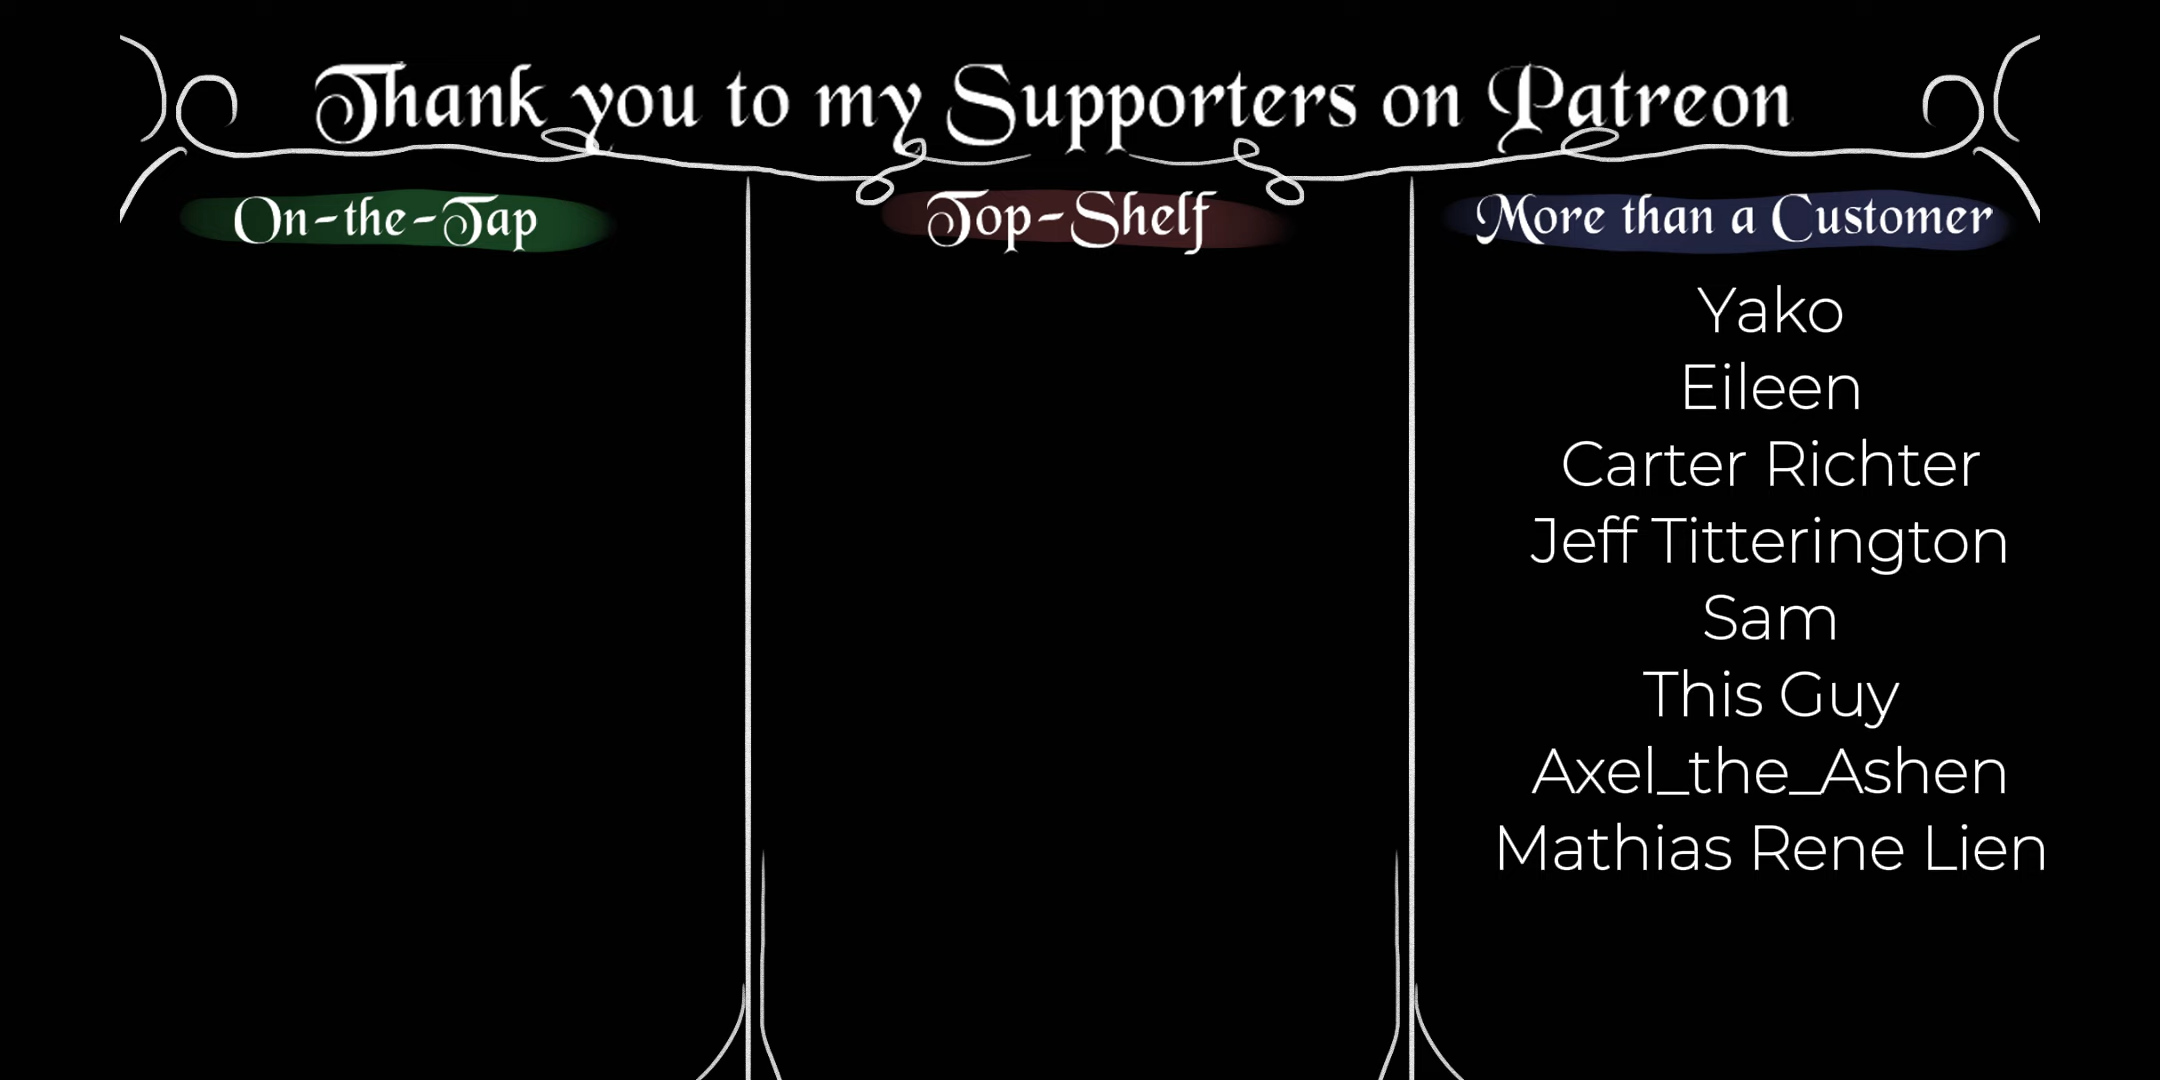 Thank you to my Supporters on Patreon
On-the-Tap
Top-Shelf
More than a Customer
Yako
Eileen
Carter Richter
Jeff Titterington
Sam
This Guy
Axel_the_Ashen
Mathias Rene Lien